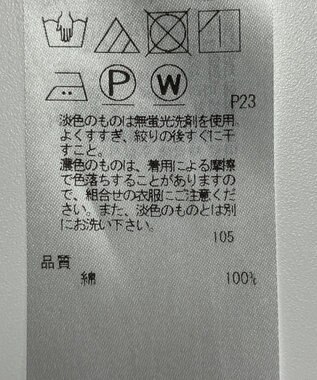 P W
P23
淡色のものは無蛍光洗剤を使用、
よくすすぎ、絞りの後すぐに干
すこと。
濃色のものは、着用による摩擦
で色落ちすることがありますの
で、組合せの衣服にご注意くだ
さい。また、淡色のものとは別
にお洗い下さい。
105
品質
綿 100%